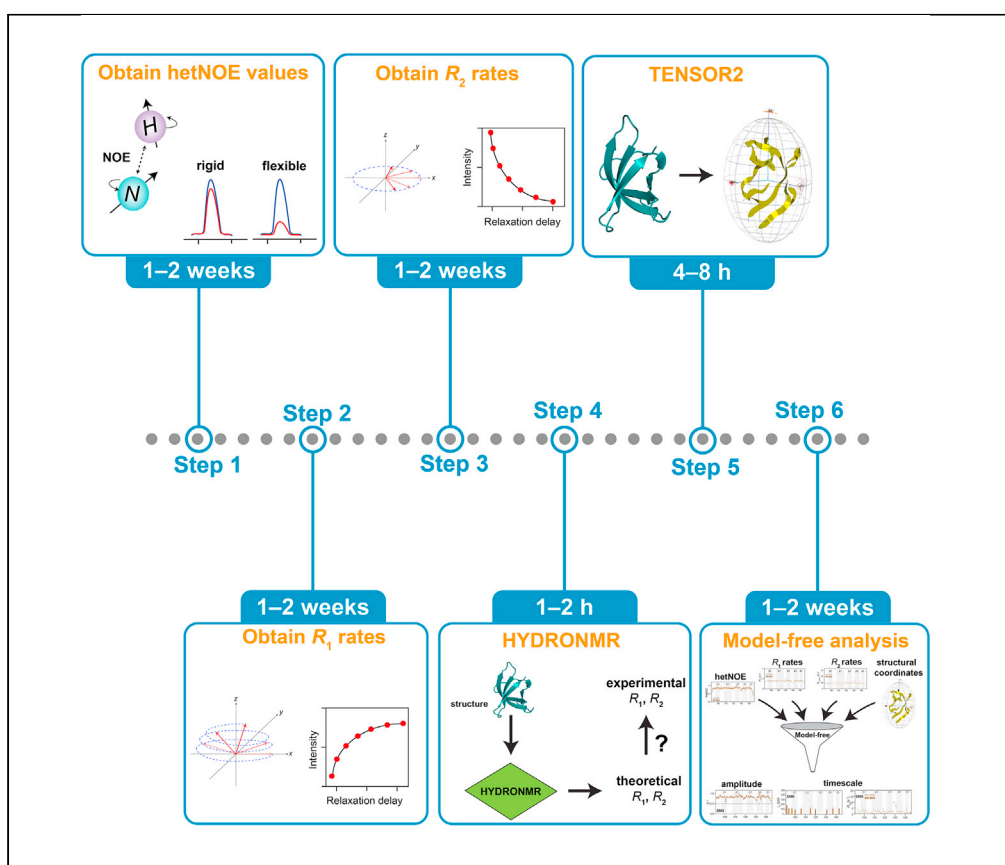 Obtain hetNOE values
H
NOE
N
rigid
flexible
1–2 weeks
Obtain R2 rates
z
y
x
Intensity
Relaxation delay
1–2 weeks
TENSOR2
4–8 h
Step 1
Step 2
Step 3
Step 4
Step 5
Step 6
1–2 weeks
Obtain R1 rates
z
y
x
Intensity
Relaxation delay
1–2 h
HYDRONMR
structure
HYDRONMR
experimental
R1, R2
?
theoretical
R1, R2
1–2 weeks
Model-free analysis
hetNOE
R1 rates
R2 rates
structural
coordinates
Model-free
amplitude
timescale